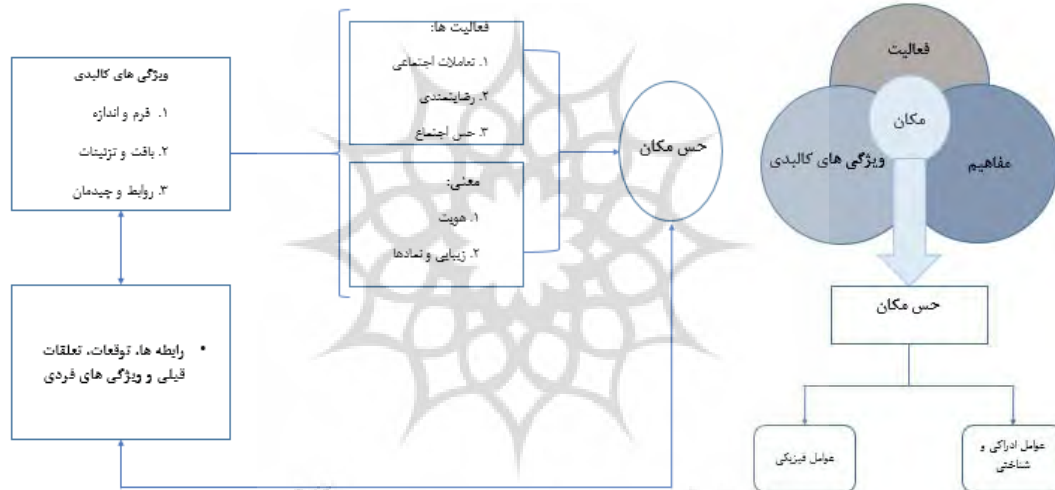 فعالیت
مکان
ویژگی های کالبدی
مفاهیم
حس مکان
عوامل ادراکی و
شناختی
عوامل فیزیکی
فعالیت ها:
۱. تعاملات اجتماعی
۲. رضایتمندی
۳. حس اجتماع
معنی:
۱. هویت
۲. زیبایی و نمادها
حس مکان
ویژگی های کالبدی
۱. فرم و اندازه
۲. بافت و تزئینات
۳. روابط و چیدمان
• رابطه ها، توقعات، تعلقات
قبلی و ویژگی های فردی